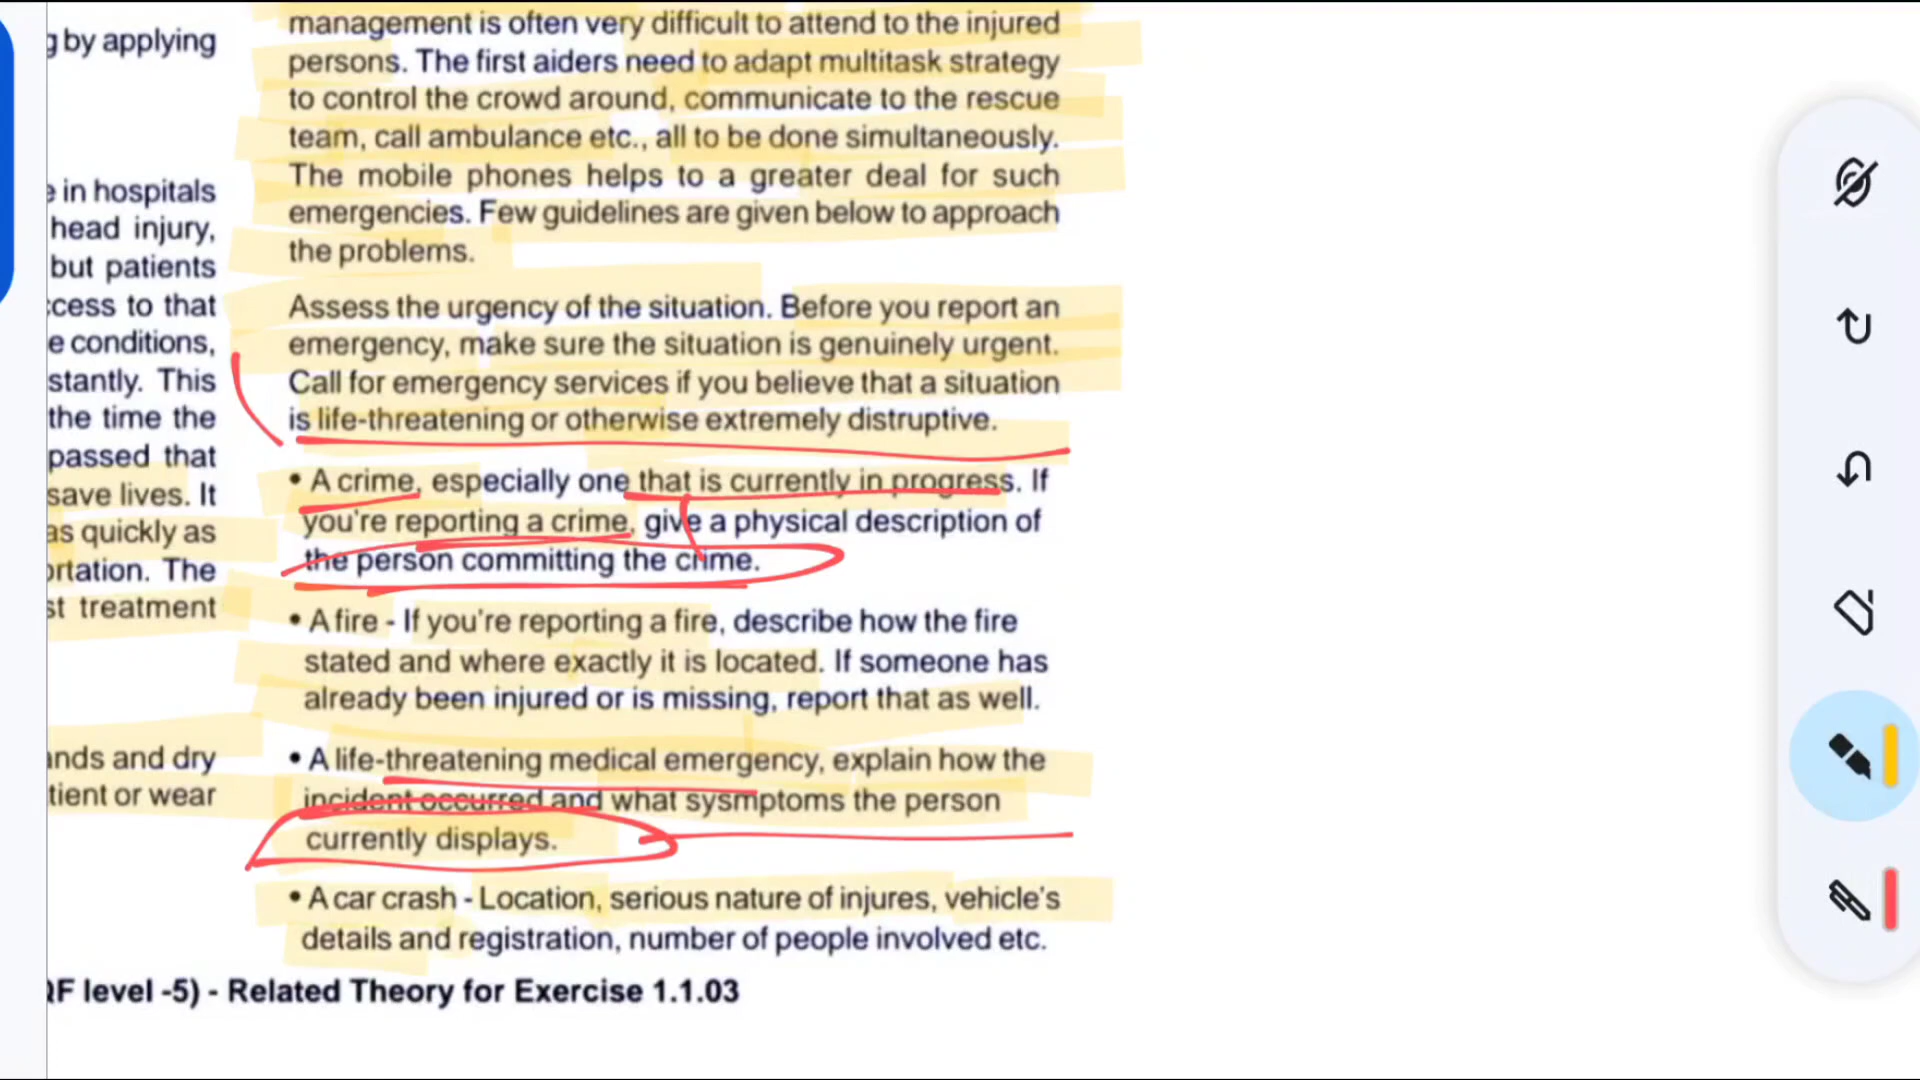 g by applying
e in hospitals
head injury,
but patients
cess to that
e conditions,
stantly. This
the time the
passed that
save lives. It
as quickly as
ortation. The
st treatment
ands and dry
tient or wear
management is often very difficult to attend to the injured
persons. The first aiders need to adapt multitask strategy
to control the crowd around, communicate to the rescue
team, call ambulance etc., all to be done simultaneously.
The mobile phones helps to a greater deal for such
emergencies. Few guidelines are given below to approach
the problems.
Assess the urgency of the situation. Before you report an
emergency, make sure the situation is genuinely urgent.
Call for emergency services if you believe that a situation
is life-threatening or otherwise extremely distruptive.
• A crime, especially one that is currently in progress. If
you're reporting a crime, give a physical description of
the person committing the crime.
• A fire - If you're reporting a fire, describe how the fire
stated and where exactly it is located. If someone has
already been injured or is missing, report that as well.
• A life-threatening medical emergency, explain how the
incident occurred and what sysmptoms the person
currently displays.
• A car crash - Location, serious nature of injures, vehicle's
details and registration, number of people involved etc.
QF level -5) - Related Theory for Exercise 1.1.03